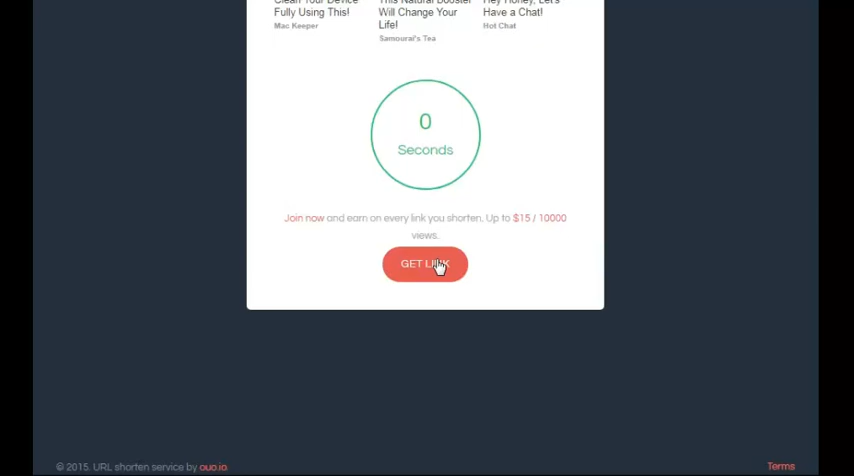 Clean Your Device This Natural Booster Hey Honey, Let's
Fully Using This! Will Change Your Have a Chat!
Mac Keeper Life! Hot Chat
Samourai's Tea
0
Seconds
Join now and earn on every link you shorten. Up to $15 / 10000
views.
GET LINK
© 2015. URL shorten service by ouo.io. Terms